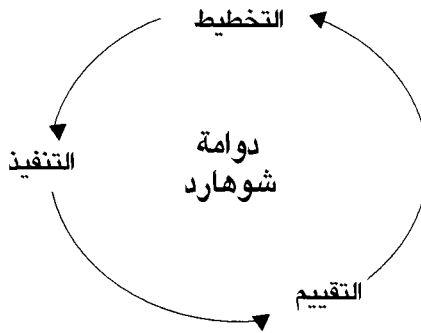 التخطيط
دوامة
شوهارد
التنفيذ
التقييم